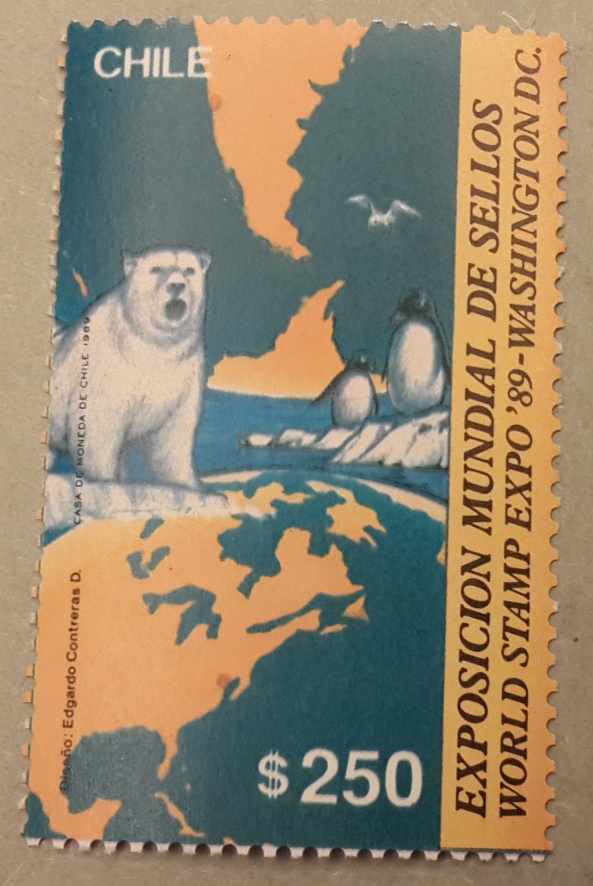 CHILE
CASA DE MONEDA DE CHILE 1989
Diseño: Edgardo Contreras D.
$250
EXPOSICION MUNDIAL DE SELLOS
WORLD STAMP EXPO '89-WASHINGTON DC.